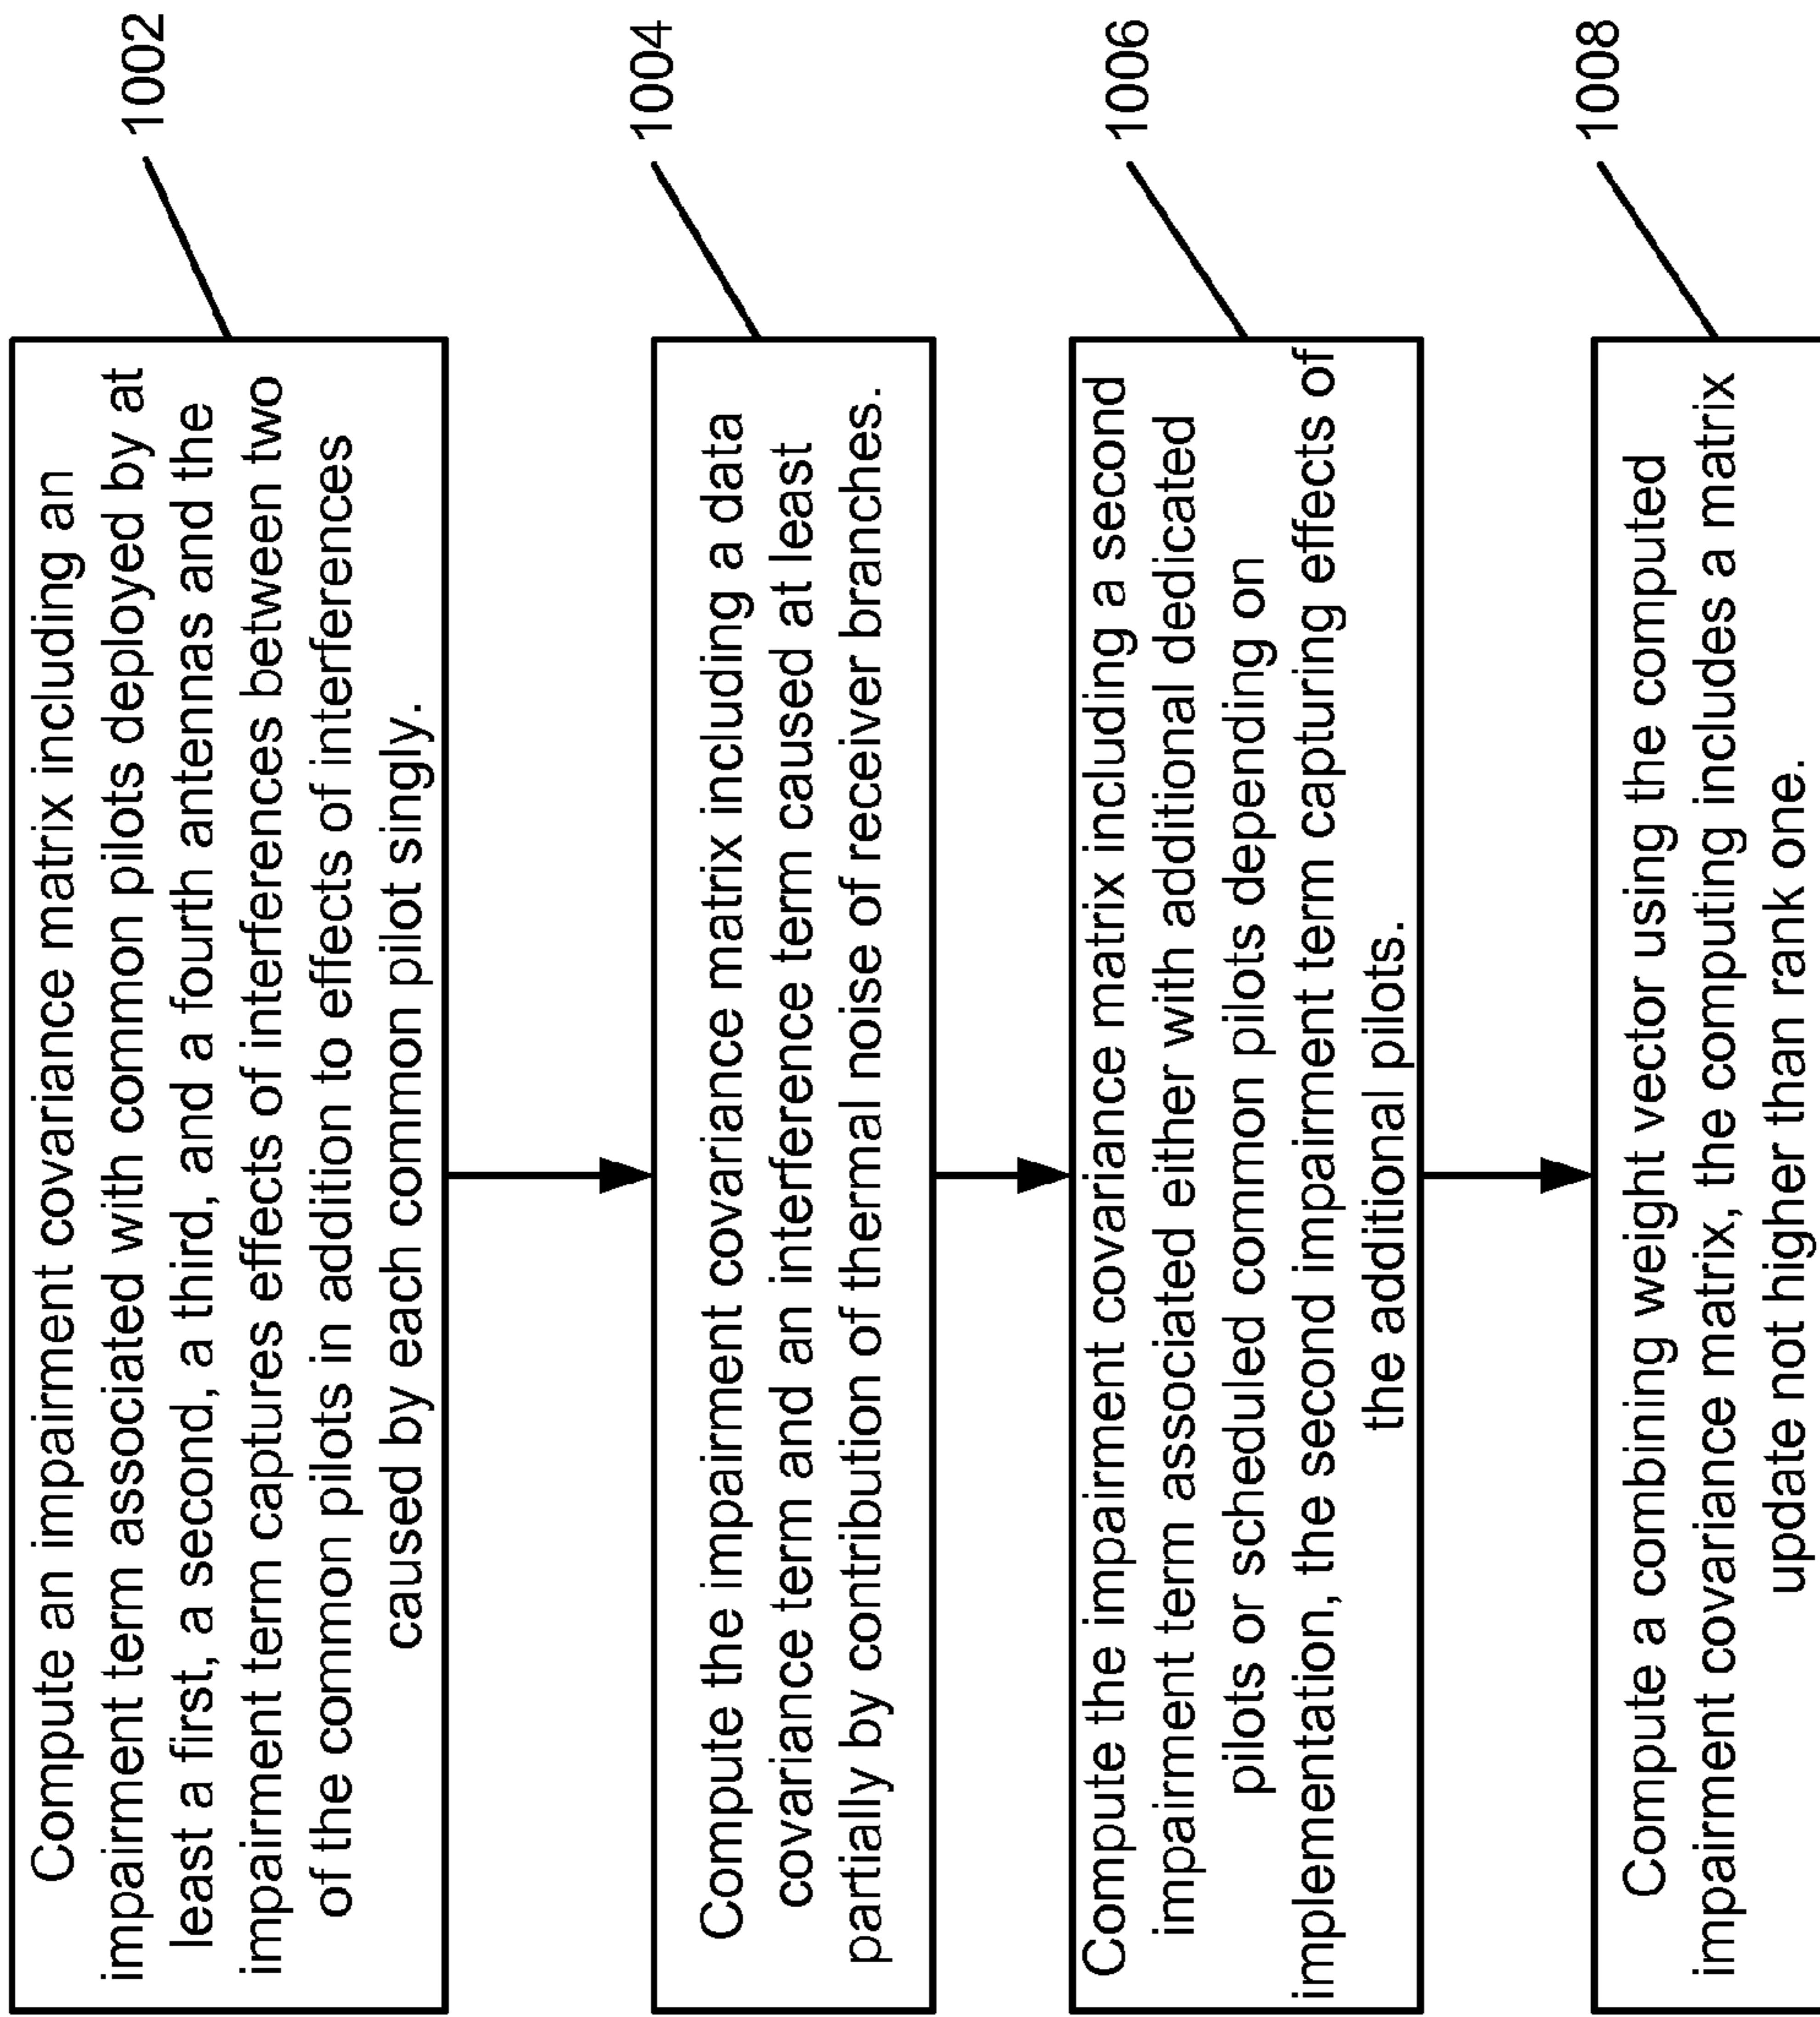 Compute an impairment covariance matrix including an
impairment term associated with common pilots deployed by at
least a first, a second, a third, and a fourth antennas and the
impairment term captures effects of interferences between two
of the common pilots in addition to effects of interferences
caused by each common pilot singly.
1002
Compute the impairment covariance matrix including a data
covariance term and an interference term caused at least
partially by contribution of thermal noise of receiver branches.
1004
Compute the impairment covariance matrix including a second
impairment term associated either with additional dedicated
pilots or scheduled common pilots depending on
implementation, the second impairment term capturing effects of
the additional pilots.
1006
Compute a combining weight vector using the computed
impairment covariance matrix, the computing includes a matrix
update not higher than rank one.
1008